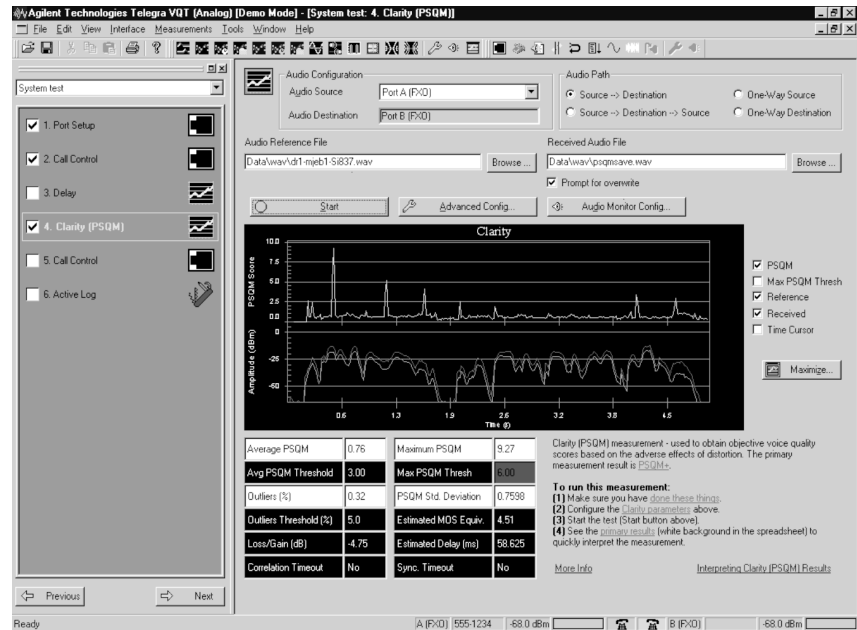 Agilent Technologies Telegra VQT (Analog) [Demo Mode] - [System test: 4. Clarity (PSQM)]
File Edit View Interface Measurements Tools Window Help
System test
1. Port Setup
2. Call Control
3. Delay
4. Clarity (PSQM)
5. Call Control
6. Active Log
Previous
Next
Audio Configuration
Audio Source
Port A (FXO)
Audio Destination
Port B (FXO)
Audio Path
Source --> Destination
One-Way Source
Source --> Destination --> Source
One-Way Destination
Audio Reference File
Data\wav\dr1-mjeb1-Si837.wav
Browse ...
Received Audio File
Data\wav\psqmsave.wav
Browse ...
Prompt for overwrite
Start
Advanced Config...
Audio Monitor Config...
Clarity
PSQM Score
10.0
7.5
5.0
2.5
0.0
Amplitude (dBm)
0
-25
-50
0.6 1.3 1.9 2.6 3.2 3.8 4.5
Time (s)
PSQM
Max PSQM Thresh
Reference
Received
Time Cursor
Maximize...
Average PSQM 0.76 Maximum PSQM 9.27
Avg PSQM Threshold 3.00 Max PSQM Thresh 6.00
Outliers (%) 0.32 PSQM Std. Deviation 0.7598
Outliers Threshold (%) 5.0 Estimated MOS Equiv. 4.51
Loss/Gain (dB) -4.75 Estimated Delay (ms) 58.625
Correlation Timeout No Sync. Timeout No
Clarity (PSQM) measurement - used to obtain objective voice quality
scores based on the adverse effects of distortion. The primary
measurement result is PSQM+.
To run this measurement:
(1) Make sure you have done these things.
(2) Configure the Clarity parameters above.
(3) Start the test (Start button above).
(4) See the primary results (white background in the spreadsheet) to
quickly interpret the measurement.
More Info
Interpreting Clarity (PSQM) Results
Ready
A (FXO) 555-1234 -68.0 dBm B (FXO) -68.0 dBm